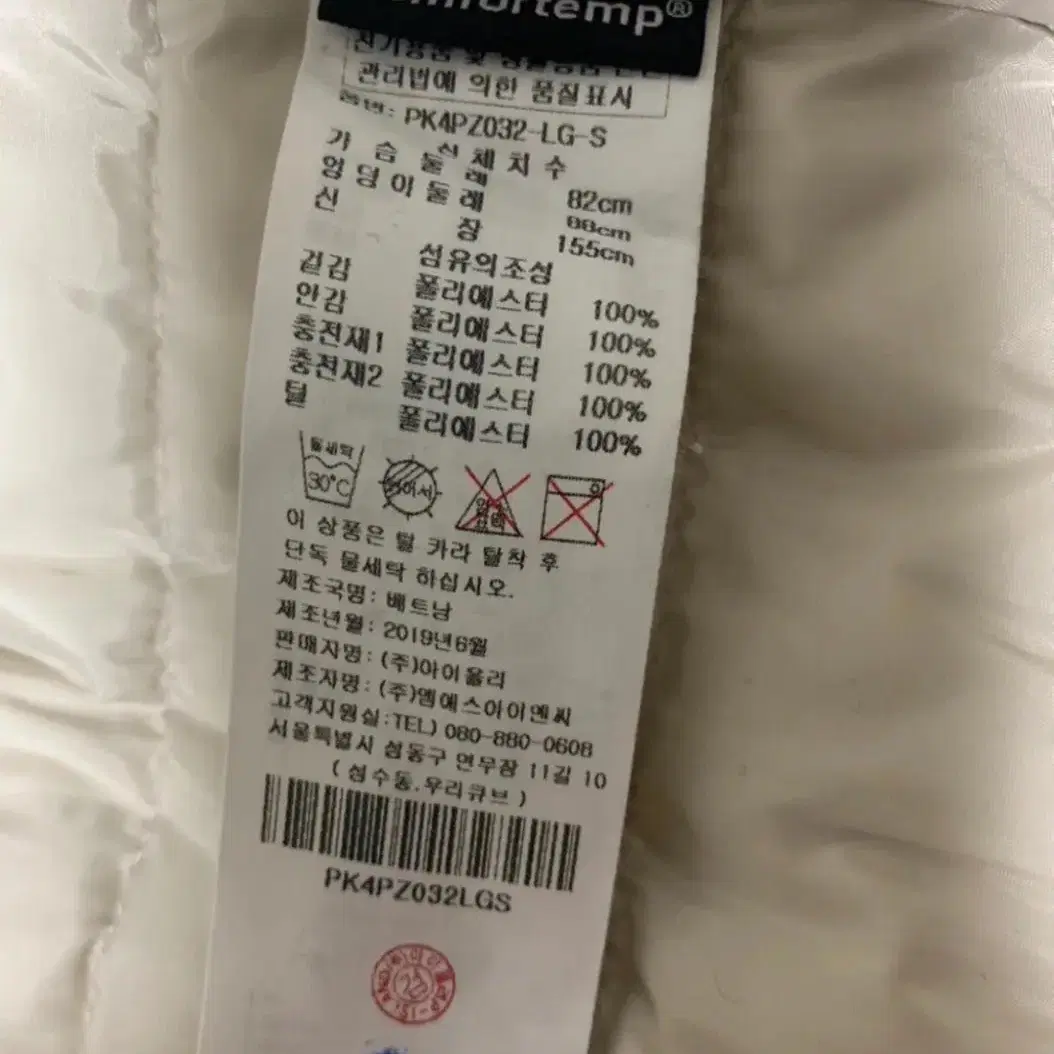 mfortemp®
관리법에 의한 품질표시
품번: PK4PZ032-LG-S
신체치수
가슴둘레 82cm
엉덩이둘레 88cm
신장 155cm
섬유의조성
겉감 폴리에스터 100%
안감 폴리에스터 100%
충전재1 폴리에스터 100%
충전재2 폴리에스터 100%
털 폴리에스터 100%
물세탁
30°C
뉘어서
이 상품은 털 카라 탈착 후
단독 물세탁 하십시오.
제조국명: 베트남
제조년월: 2019년6월
판매자명: (주)아이올리
제조자명: (주)엠에스아이이엔씨
고객지원실:TEL) 080-880-0608
서울특별시 성동구 연무장 11길 10
(성수동.우리큐브)
PK4PZ032LGS